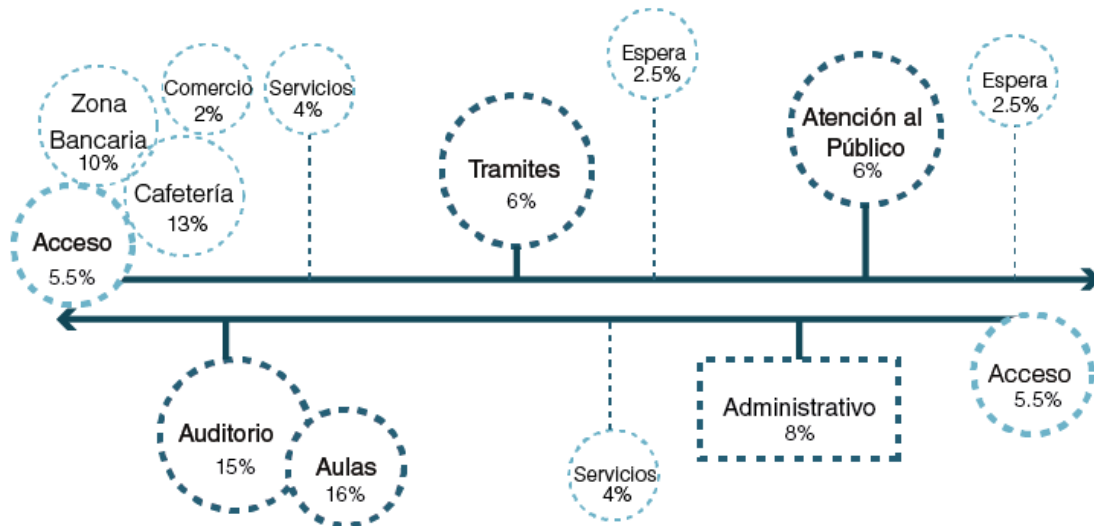 Zona
Bancaria
10%
Comercio
2%
Servicios
4%
Cafetería
13%
Acceso
5.5%
Tramites
6%
Espera
2.5%
Atención al
Público
6%
Espera
2.5%
Auditorio
15%
Aulas
16%
Servicios
4%
Administrativo
8%
Acceso
5.5%